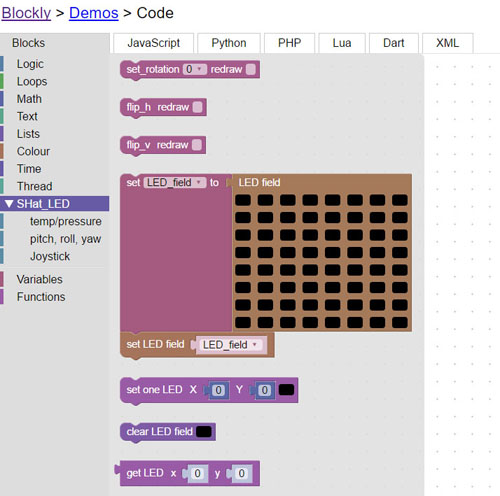 Blockly > Demos > Code
Blocks
JavaScript Python PHP Lua Dart XML
Logic
Loops
Math
Text
Lists
Colour
Time
Thread
SHat_LED
temp/pressure
pitch, roll, yaw
Joystick
Variables
Functions
set_rotation 0 redraw
flip_h redraw
flip_v redraw
set LED_field to LED field
set LED field LED_field
set one LED X 0 Y 0
clear LED field
get LED x 0 y 0